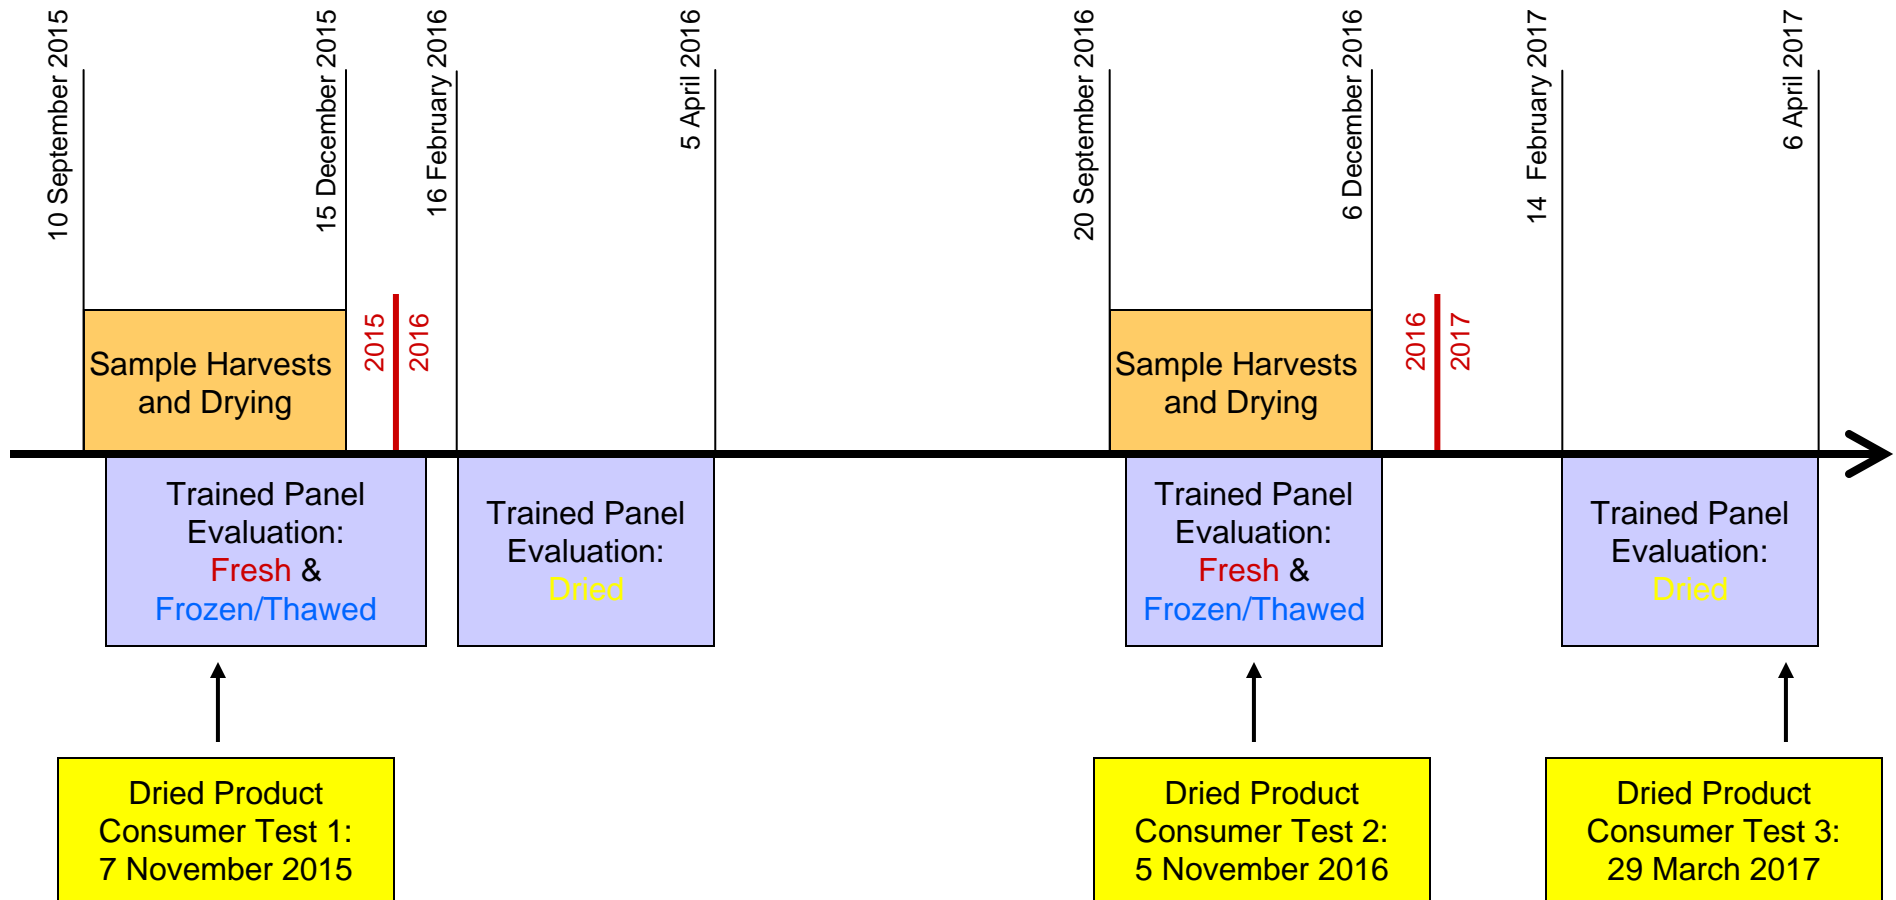 10 September 2015
15 December 2015
16 February 2016
5 April 2016
20 September 2016
6 December 2016
14 February 2017
6 April 2017
Sample Harvests
and Drying
2015
2016
Sample Harvests
and Drying
2016
2017
Trained Panel
Evaluation:
Fresh &
Frozen/Thawed
Trained Panel
Evaluation:
Dried
Trained Panel
Evaluation:
Fresh &
Frozen/Thawed
Trained Panel
Evaluation:
Dried
Dried Product
Consumer Test 1:
7 November 2015
Dried Product
Consumer Test 2:
5 November 2016
Dried Product
Consumer Test 3:
29 March 2017